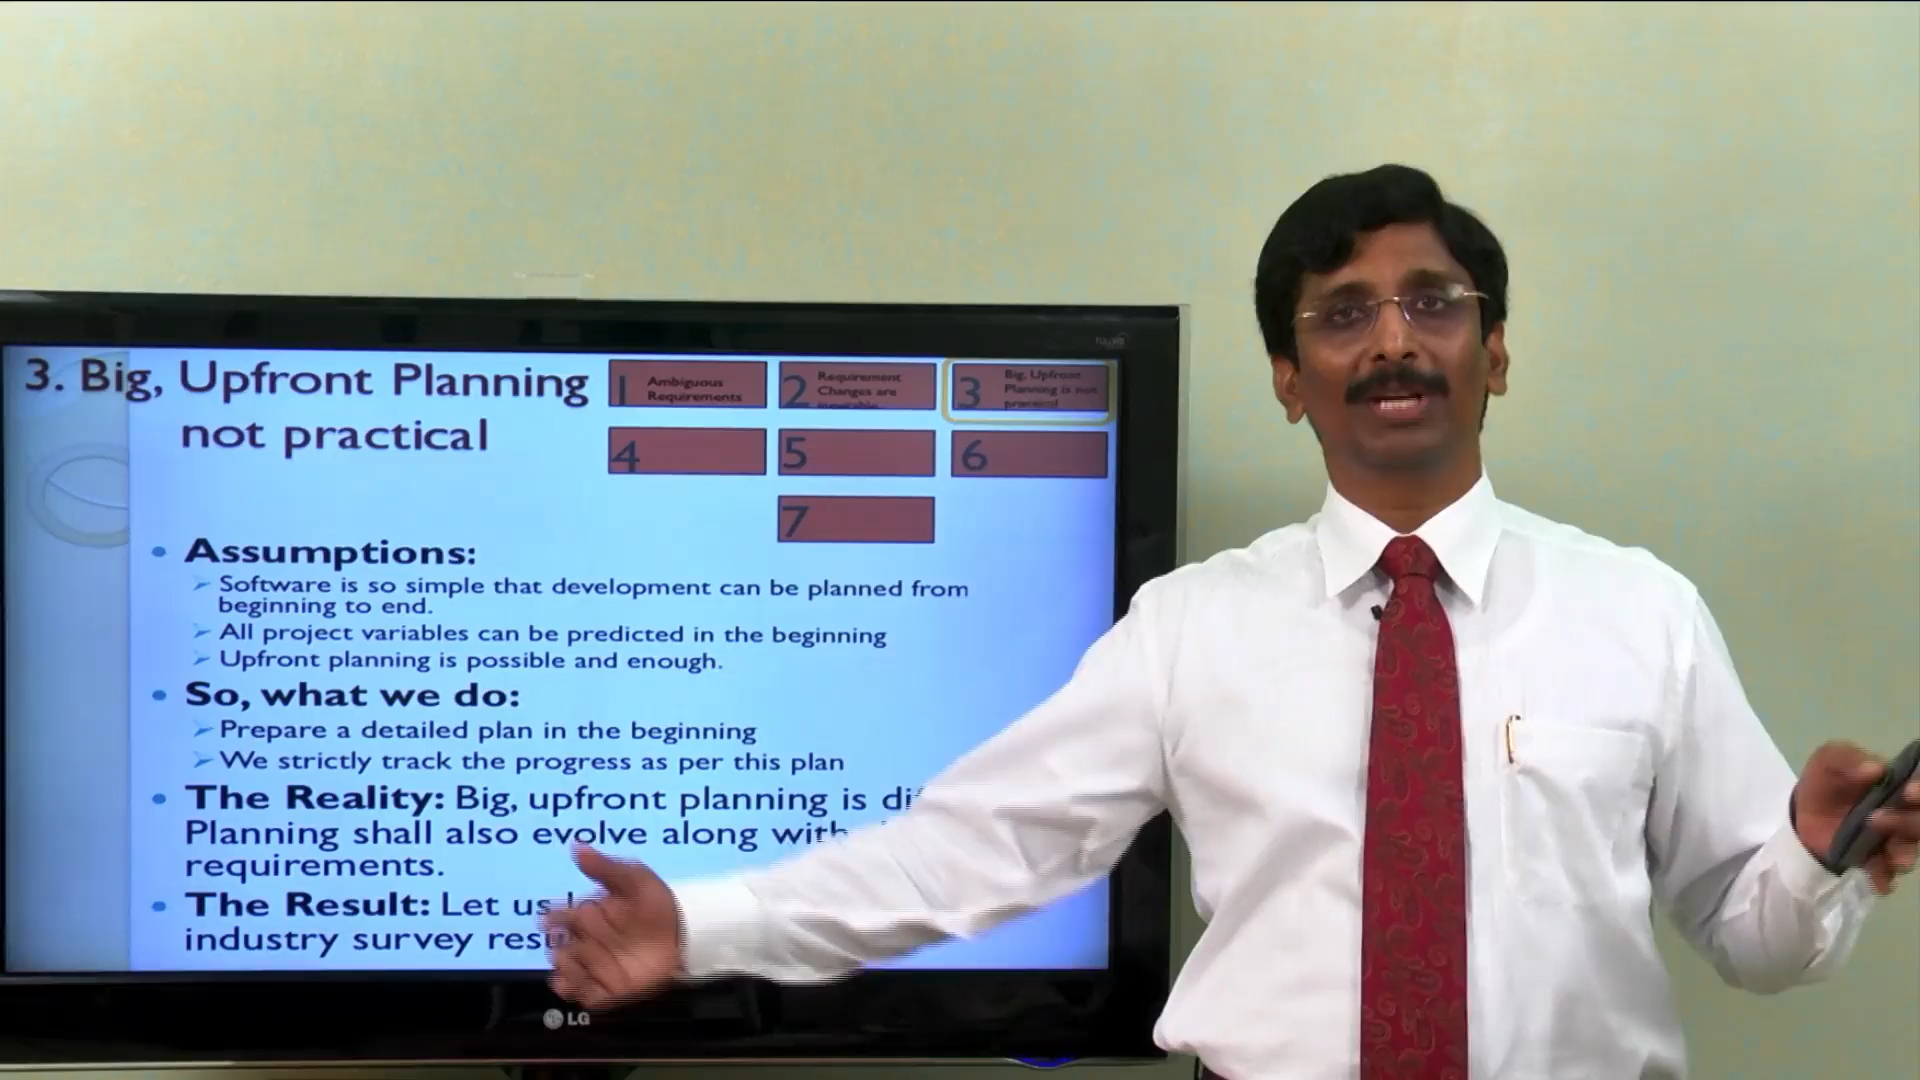 3. Big, Upfront Planning
not practical
1 Ambiguous
Requirements
2 Requirement
Changes are
3 Big, Upfront
Planning is not
practical
4
5
6
7
Assumptions:
Software is so simple that development can be planned from
beginning to end.
All project variables can be predicted in the beginning
Upfront planning is possible and enough.
So, what we do:
Prepare a detailed plan in the beginning
We strictly track the progress as per this plan
The Reality: Big, upfront planning is
Planning shall also evolve along with
requirements.
The Result: Let us
industry survey
LG